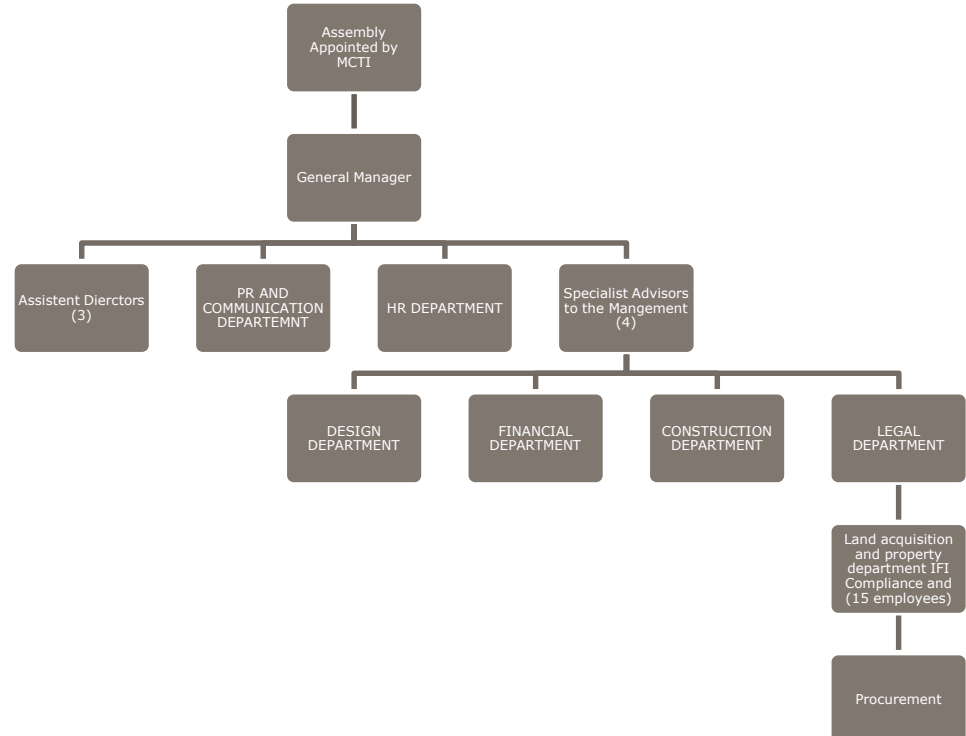 Assembly
Appointed by
MCTI
General Manager
Assistent Dierctors
(3)
PR AND
COMMUNICATION
DEPARTEMNT
HR DEPARTMENT
Specialist Advisors
to the Mangement
(4)
DESIGN
DEPARTMENT
FINANCIAL
DEPARTMENT
CONSTRUCTION
DEPARTMENT
LEGAL
DEPARTMENT
Land acquisition
and property
department IFI
Compliance and
(15 employees)
Procurement